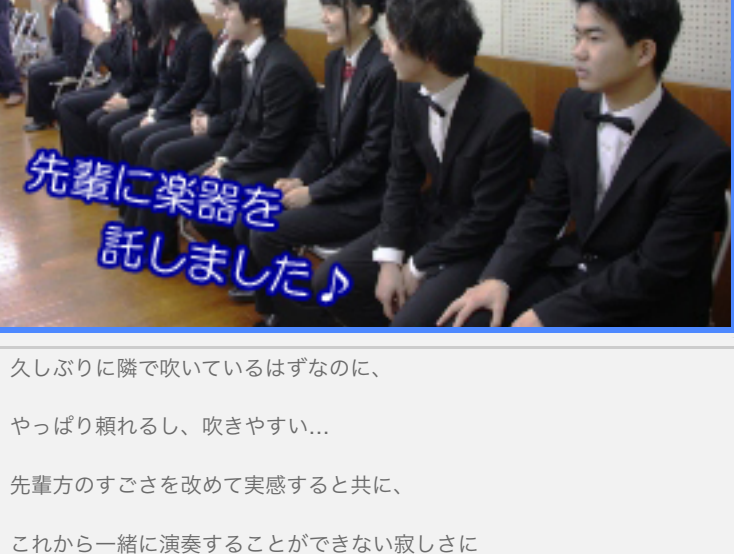 先輩に楽器を
託しました♪
久しぶりに隣で吹いているはずなのに、
やっぱり頼れるし、吹きやすい…
先輩方のすごさを改めて実感すると共に、
これから一緒に演奏することができない寂しさに